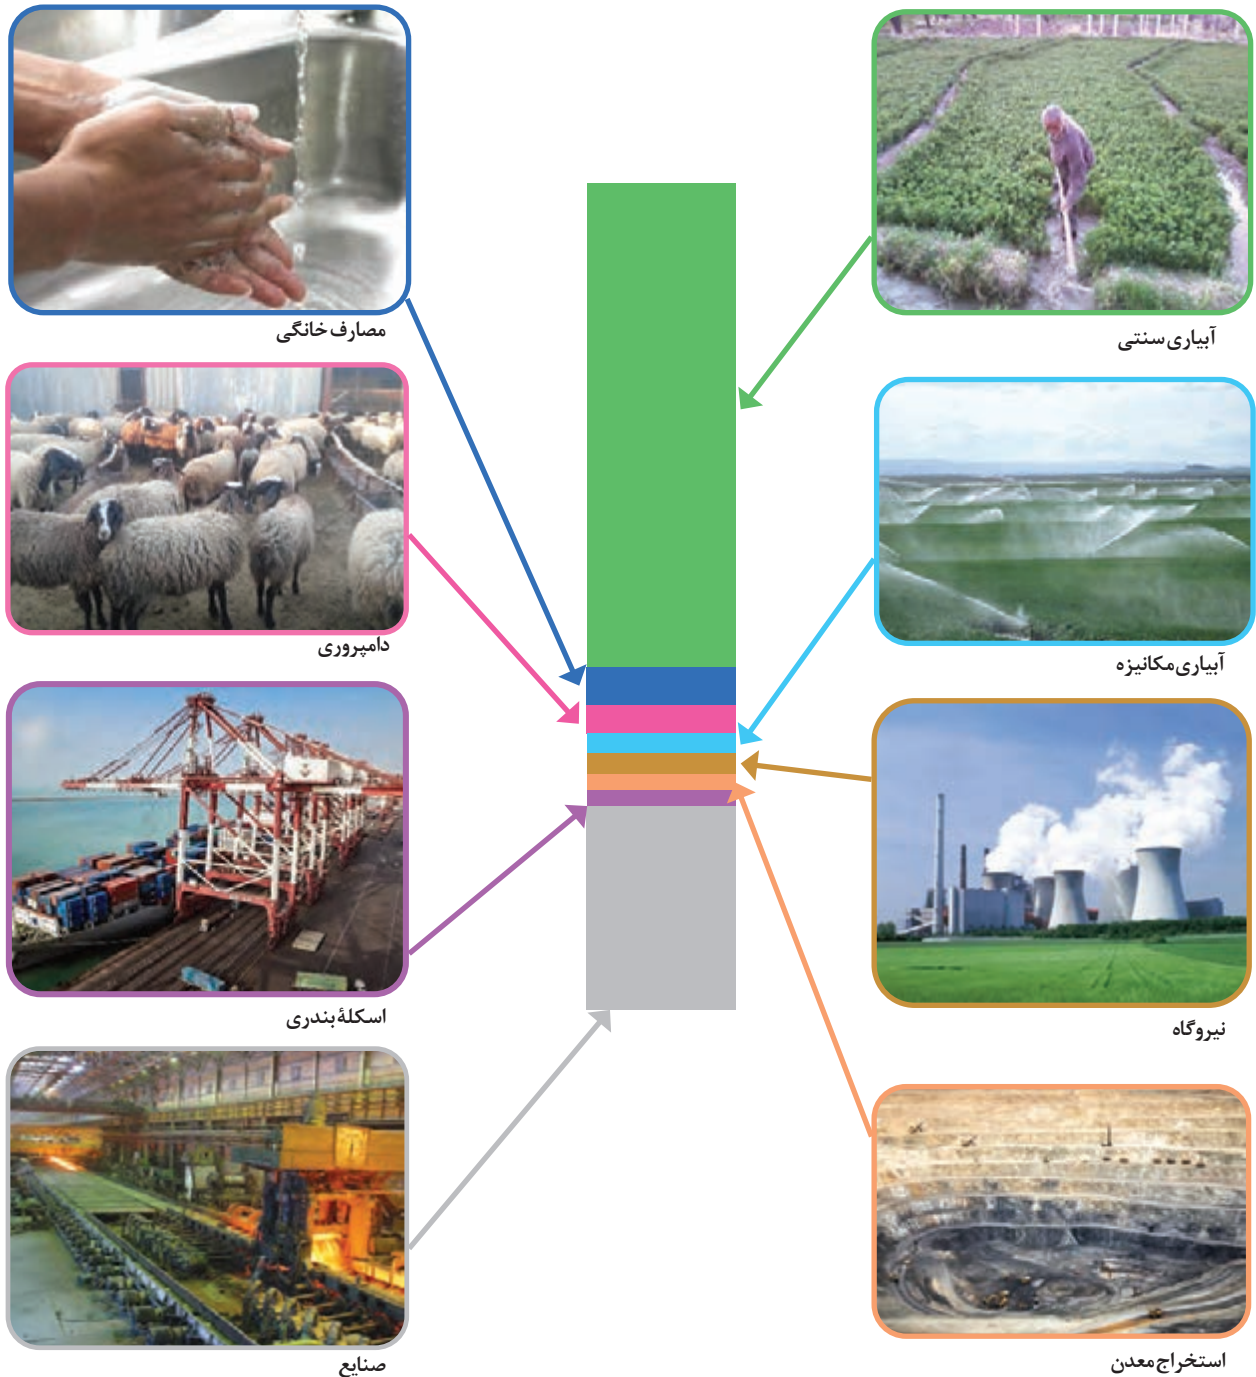 آبیاری سنتی
مصارف خانگی
آبیاری مکانیزه
دامپروری
نیروگاه
اسکلهٔ بندری
استخراج معدن
صنایع